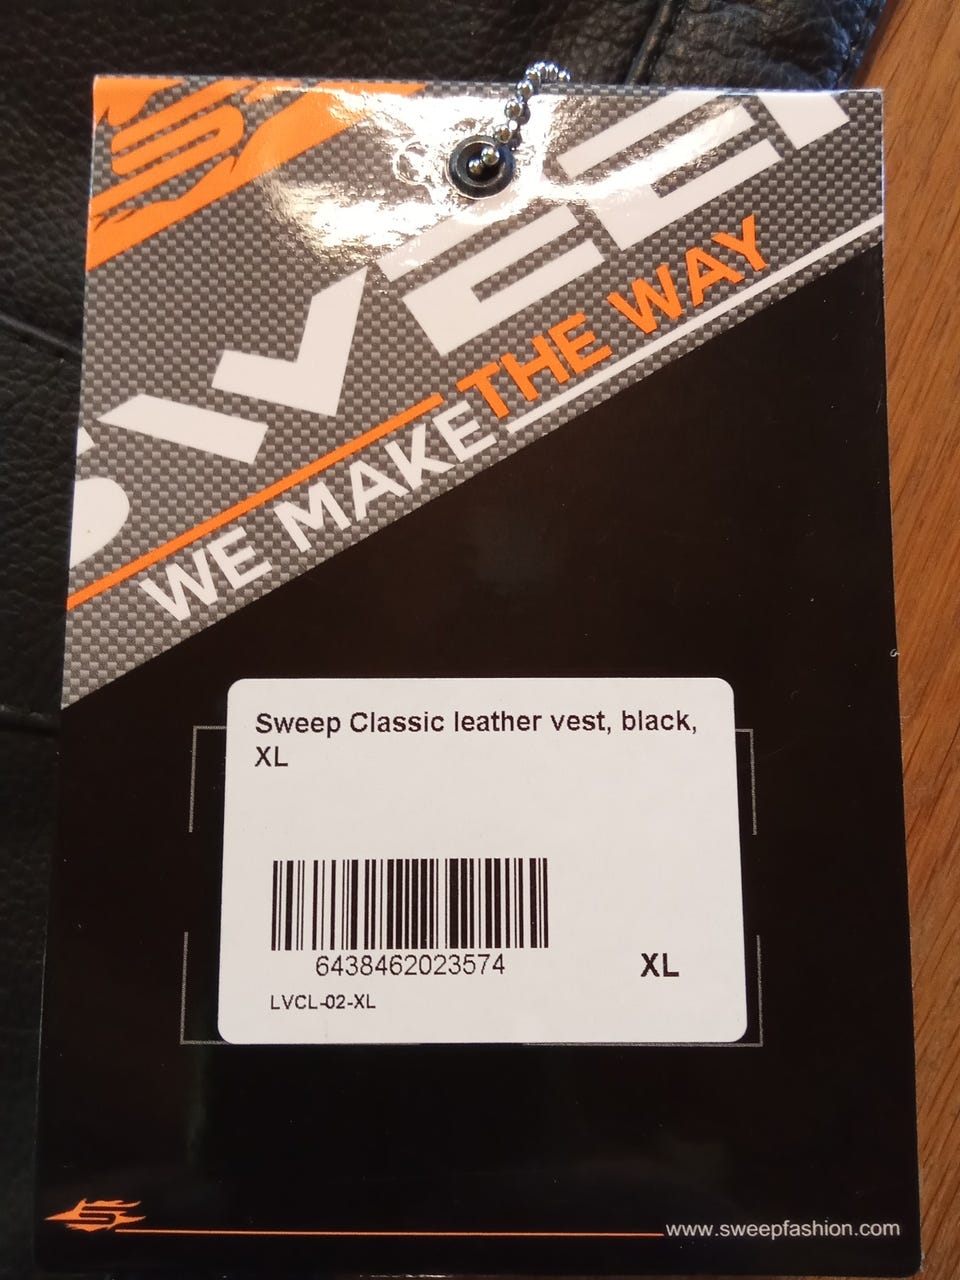 SWEEP
WE MAKE THE WAY
Sweep Classic leather vest, black,
XL
6438462023574
XL
LVCL-02-XL
www.sweepfashion.com